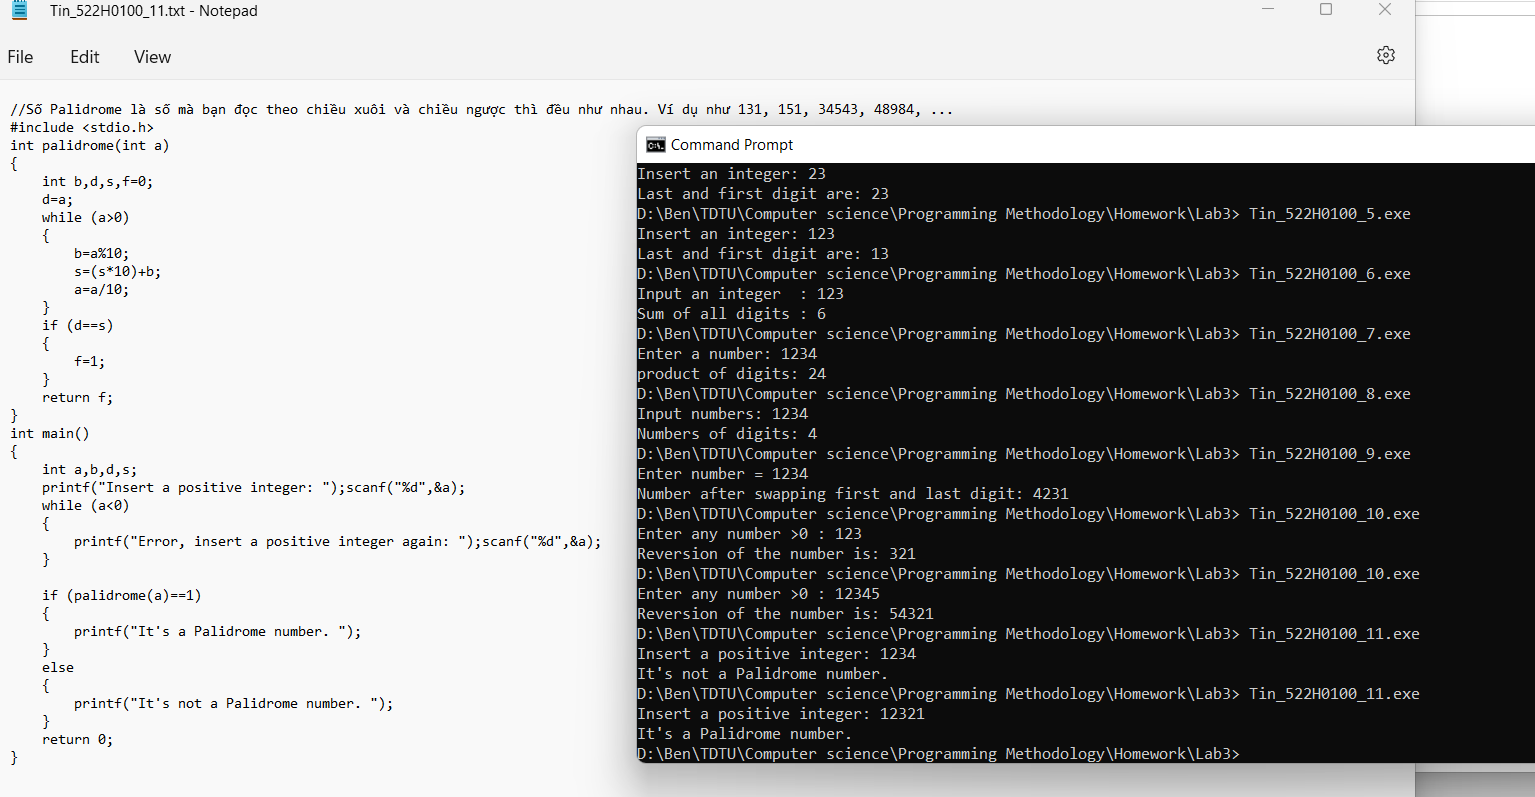 Tin_522H0100_11.txt - Notepad
File Edit View
//Số Palidrome là số mà bạn đọc theo chiều xuôi và chiều ngược thì đều như nhau. Ví dụ như 131, 151, 34543, 48984, ...
#include <stdio.h>
int palidrome(int a)
{
    int b,d,s,f=0;
    d=a;
    while (a>0)
    {
        b=a%10;
        s=(s*10)+b;
        a=a/10;
    }
    if (d==s)
    {
        f=1;
    }
    return f;
}
int main()
{
    int a,b,d,s;
    printf("Insert a positive integer: ");scanf("%d",&a);
    while (a<0)
    {
        printf("Error, insert a positive integer again: ");scanf("%d",&a);
    }
    if (palidrome(a)==1)
    {
        printf("It's a Palidrome number. ");
    }
    else
    {
        printf("It's not a Palidrome number. ");
    }
    return 0;
}
Command Prompt
Insert an integer: 23
Last and first digit are: 23
D:\Ben\TDTU\Computer science\Programming Methodology\Homework\Lab3> Tin_522H0100_5.exe
Insert an integer: 123
Last and first digit are: 13
D:\Ben\TDTU\Computer science\Programming Methodology\Homework\Lab3> Tin_522H0100_6.exe
Input an integer  : 123
Sum of all digits : 6
D:\Ben\TDTU\Computer science\Programming Methodology\Homework\Lab3> Tin_522H0100_7.exe
Enter a number: 1234
product of digits: 24
D:\Ben\TDTU\Computer science\Programming Methodology\Homework\Lab3> Tin_522H0100_8.exe
Input numbers: 1234
Numbers of digits: 4
D:\Ben\TDTU\Computer science\Programming Methodology\Homework\Lab3> Tin_522H0100_9.exe
Enter number = 1234
Number after swapping first and last digit: 4231
D:\Ben\TDTU\Computer science\Programming Methodology\Homework\Lab3> Tin_522H0100_10.exe
Enter any number >0 : 123
Reversion of the number is: 321
D:\Ben\TDTU\Computer science\Programming Methodology\Homework\Lab3> Tin_522H0100_10.exe
Enter any number >0 : 12345
Reversion of the number is: 54321
D:\Ben\TDTU\Computer science\Programming Methodology\Homework\Lab3> Tin_522H0100_11.exe
Insert a positive integer: 1234
It's not a Palidrome number.
D:\Ben\TDTU\Computer science\Programming Methodology\Homework\Lab3> Tin_522H0100_11.exe
Insert a positive integer: 12321
It's a Palidrome number.
D:\Ben\TDTU\Computer science\Programming Methodology\Homework\Lab3>